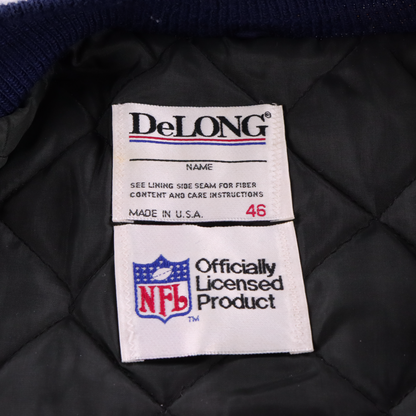 DeLONG®
NAME
SEE LINING SIDE SEAM FOR FIBER
CONTENT AND CARE INSTRUCTIONS
MADE IN U.S.A. 46
NFL
TM
Officially
Licensed
Product